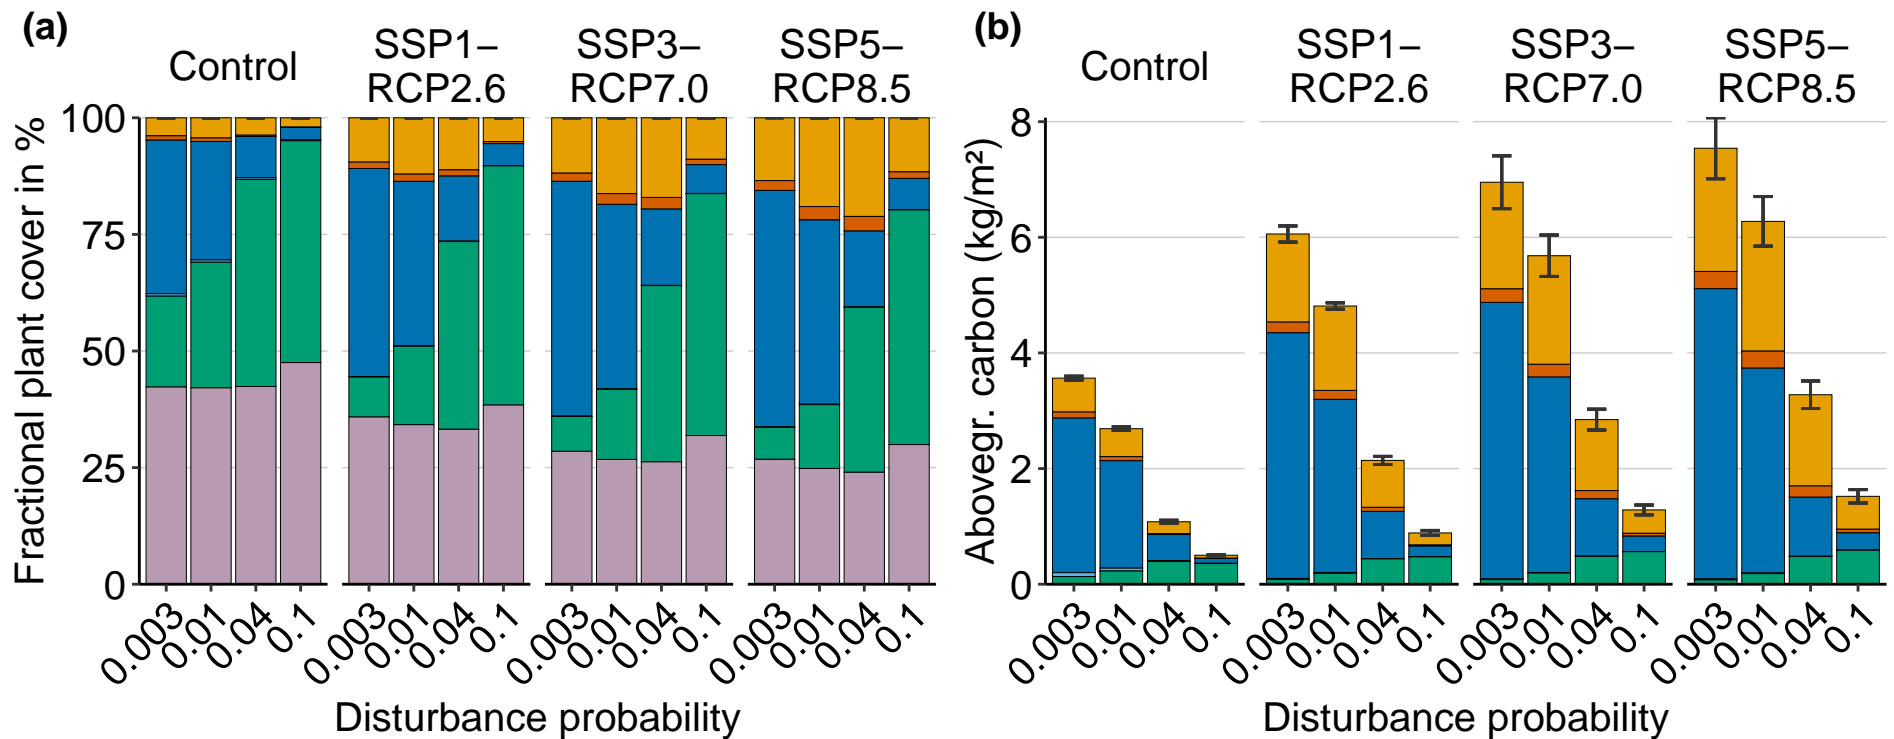 (a)
Control
SSP1–
RCP2.6
SSP3–
RCP7.0
SSP5–
RCP8.5
Fractional plant cover in %
100
75
50
25
0
0.003
0.01
0.04
0.1
0.003
0.01
0.04
0.1
0.003
0.01
0.04
0.1
0.003
0.01
0.04
0.1
Disturbance probability
(b)
Control
SSP1–
RCP2.6
SSP3–
RCP7.0
SSP5–
RCP8.5
Abovegr. carbon (kg/m²)
8
6
4
2
0
0.003
0.01
0.04
0.1
0.003
0.01
0.04
0.1
0.003
0.01
0.04
0.1
0.003
0.01
0.04
0.1
Disturbance probability